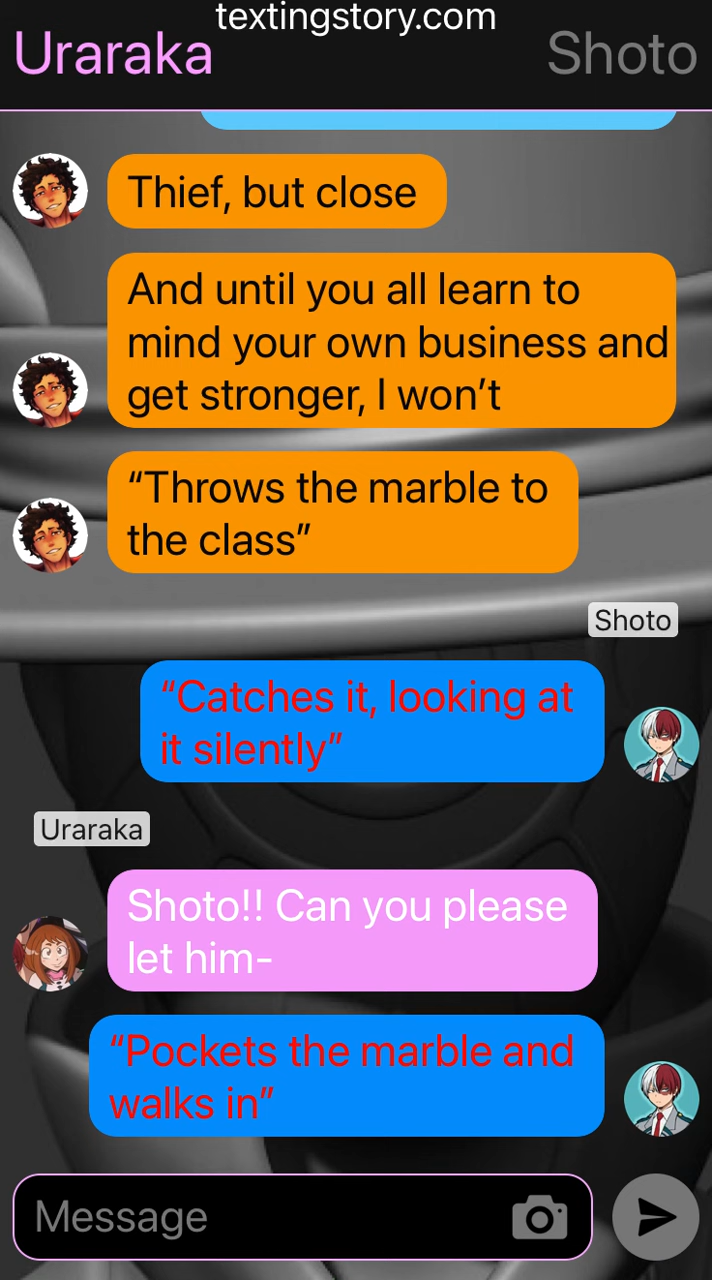 textingstory.com
Uraraka
Shoto
Thief, but close
And until you all learn to
mind your own business and
get stronger, I won’t
“Throws the marble to
the class”
Shoto
“Catches it, looking at
it silently”
Uraraka
Shoto!! Can you please
let him-
“Pockets the marble and
walks in”
Message